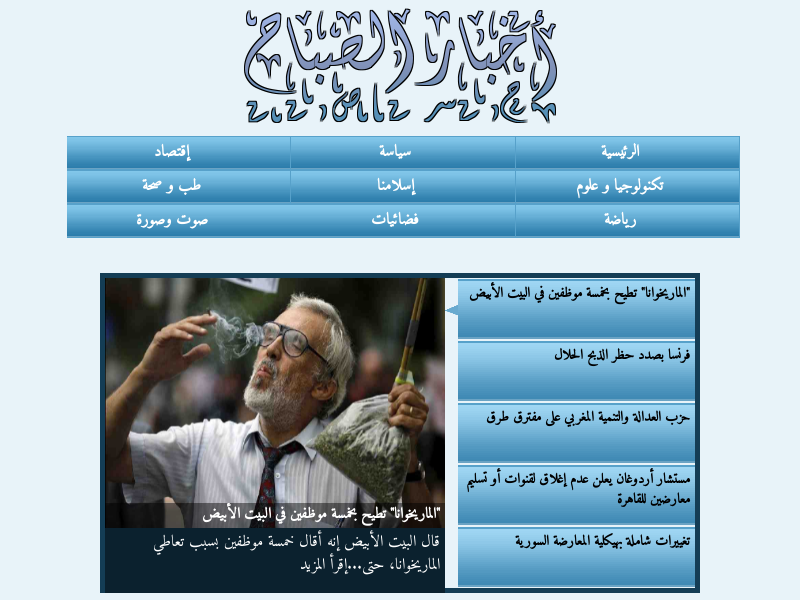 أخبار الصباح
الرئيسية
سياسة
إقتصاد
تكنولوجيا و علوم
إسلامنا
طب و صحة
رياضة
فضائيات
صوت وصورة
"الماريخوانا" تطيح بخمسة موظفين في البيت الأبيض
فرنسا بصدد حظر الذبح الحلال
حزب العدالة والتنمية المغربي على مفترق طرق
مستشار أردوغان يعلن عدم إغلاق لقنوات أو تسليم
معارضين للقاهرة
تغييرات شاملة بهيكلية المعارضة السورية
"الماريخوانا" تطيح بخمسة موظفين في البيت الأبيض
قال البيت الأبيض إنه أقال خمسة موظفين بسبب تعاطي
الماريخوانا، حتى...إقرأ المزيد